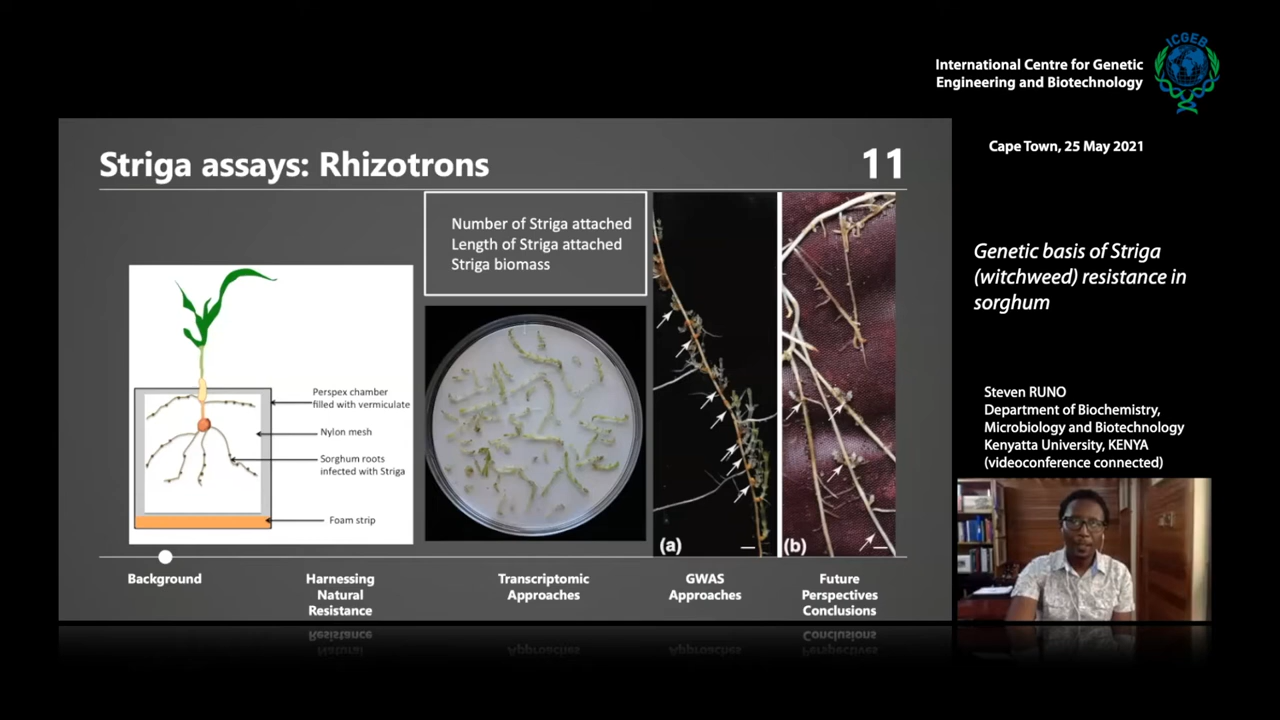 ICGEB
International Centre for Genetic
Engineering and Biotechnology
Cape Town, 25 May 2021
Genetic basis of Striga
(witchweed) resistance in
sorghum
Steven RUNO
Department of Biochemistry,
Microbiology and Biotechnology
Kenyatta University, KENYA
(videoconference connected)
Striga assays: Rhizotrons
11
Number of Striga attached
Length of Striga attached
Striga biomass
Perspex chamber
filled with vermiculate
Nylon mesh
Sorghum roots
infected with Striga
Foam strip
(a)
(b)
Background
Harnessing
Natural
Resistance
Transcriptomic
Approaches
GWAS
Approaches
Future
Perspectives
Conclusions